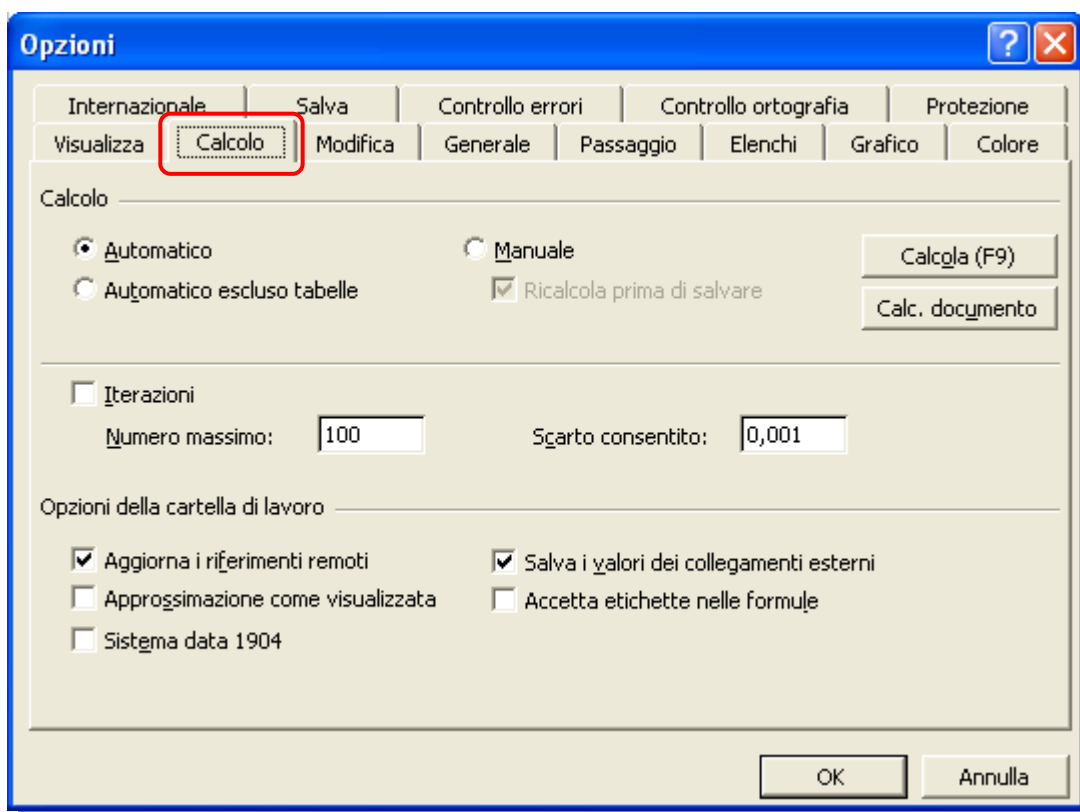 Opzioni
Internazionale Salva Controllo errori Controllo ortografia Protezione
Visualizza Calcolo Modifica Generale Passaggio Elenchi Grafico Colore
Calcolo
Automatico Manuale Calcola (F9)
Automatico escluso tabelle Ricalcola prima di salvare Calc. documento
Iterazioni
Numero massimo: 100 Scarto consentito: 0,001
Opzioni della cartella di lavoro
Aggiorna i riferimenti remoti Salva i valori dei collegamenti esterni
Approssimazione come visualizzata Accetta etichette nelle formule
Sistema data 1904
OK Annulla